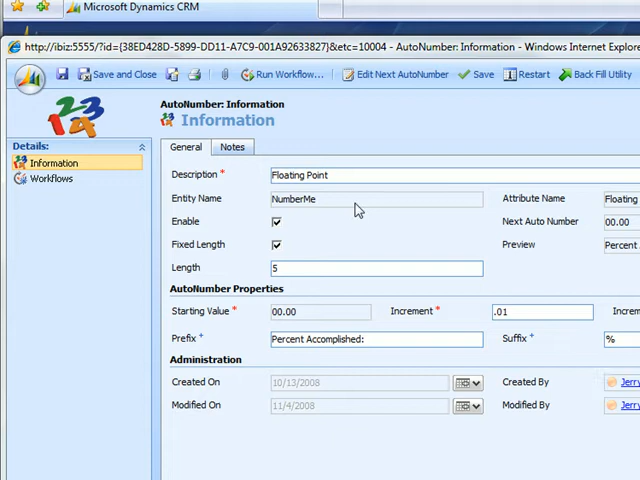 Microsoft Dynamics CRM
http://ibiz:5555/?id={38ED428D-5899-DD11-A7C9-001A92633827}&etc=10004 - AutoNumber: Information - Windows Internet Explore
Save and Close Run Workflow... Edit Next AutoNumber Save Restart Back Fill Utility
AutoNumber: Information
Information
Details:
Information
Workflows
General Notes
Description * Floating Point
Entity Name NumberMe Attribute Name Floating
Enable Next Auto Number 00.00
Fixed Length Preview Percent
Length 5
AutoNumber Properties
Starting Value * 00.00 Increment * .01 Increm
Prefix + Percent Accomplished: Suffix + %
Administration
Created On 10/13/2008 Created By Jerry
Modified On 11/4/2008 Modified By Jerry